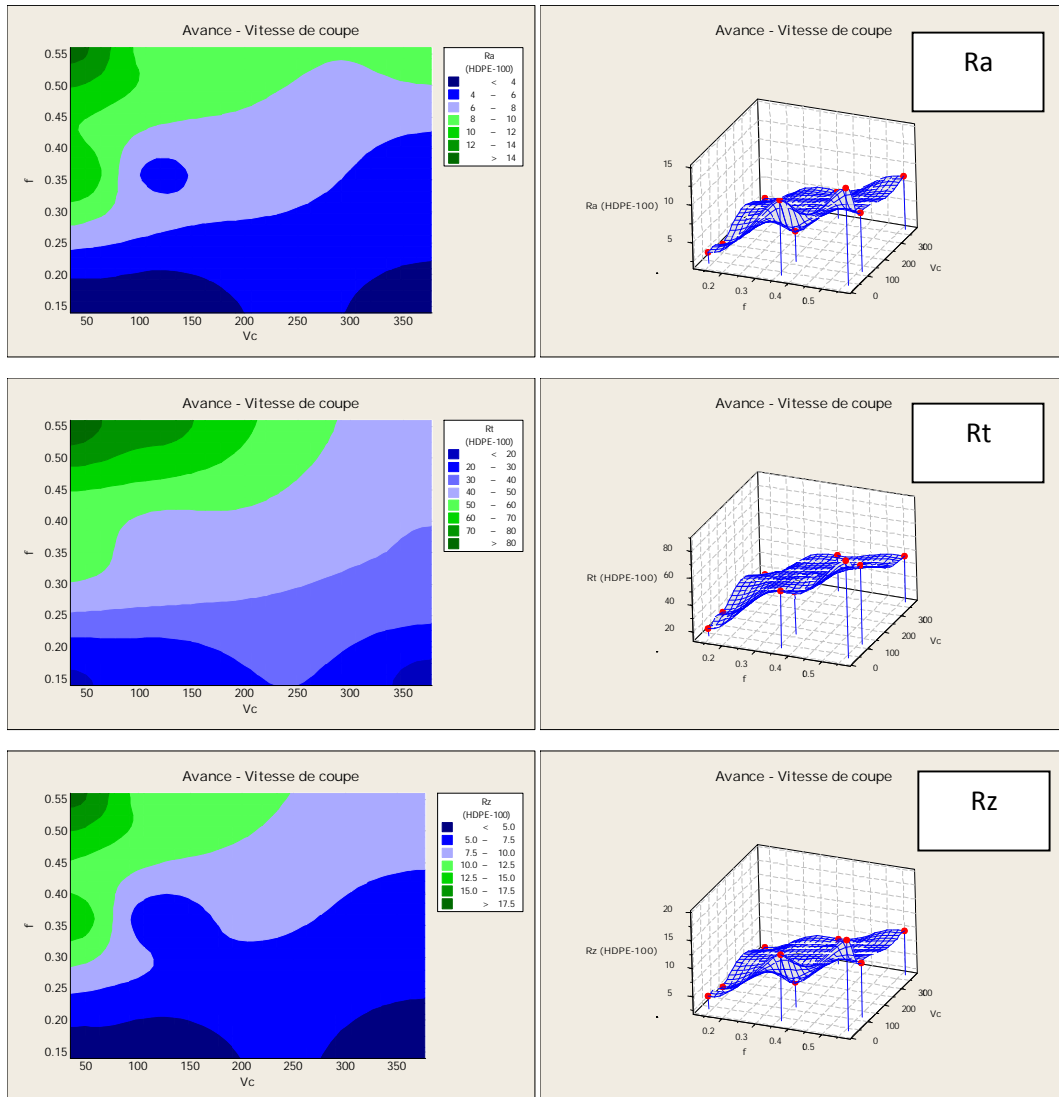 Avance - Vitesse de coupe
Ra
(HDPE-100)
< 4
4 – 6
6 – 8
8 – 10
10 – 12
12 – 14
> 14
0.55
0.50
0.45
0.40
0.35
0.30
0.25
0.20
0.15
f
50 100 150 200 250 300 350
Vc
Avance - Vitesse de coupe
Ra
15
10
5
Ra (HDPE-100)
0.2 0.3 0.4 0.5
f
0 100 200 300
Vc
Avance - Vitesse de coupe
Rt
(HDPE-100)
< 20
20 – 30
30 – 40
40 – 50
50 – 60
60 – 70
70 – 80
> 80
0.55
0.50
0.45
0.40
0.35
0.30
0.25
0.20
0.15
f
50 100 150 200 250 300 350
Vc
Avance - Vitesse de coupe
Rt
80
60
40
20
Rt (HDPE-100)
0.2 0.3 0.4 0.5
f
0 100 200 300
Vc
Avance - Vitesse de coupe
Rz
(HDPE-100)
< 5.0
5.0 – 7.5
7.5 – 10.0
10.0 – 12.5
12.5 – 15.0
15.0 – 17.5
> 17.5
0.55
0.50
0.45
0.40
0.35
0.30
0.25
0.20
0.15
f
50 100 150 200 250 300 350
Vc
Avance - Vitesse de coupe
Rz
20
15
10
5
Rz (HDPE-100)
0.2 0.3 0.4 0.5
f
0 100 200 300
Vc